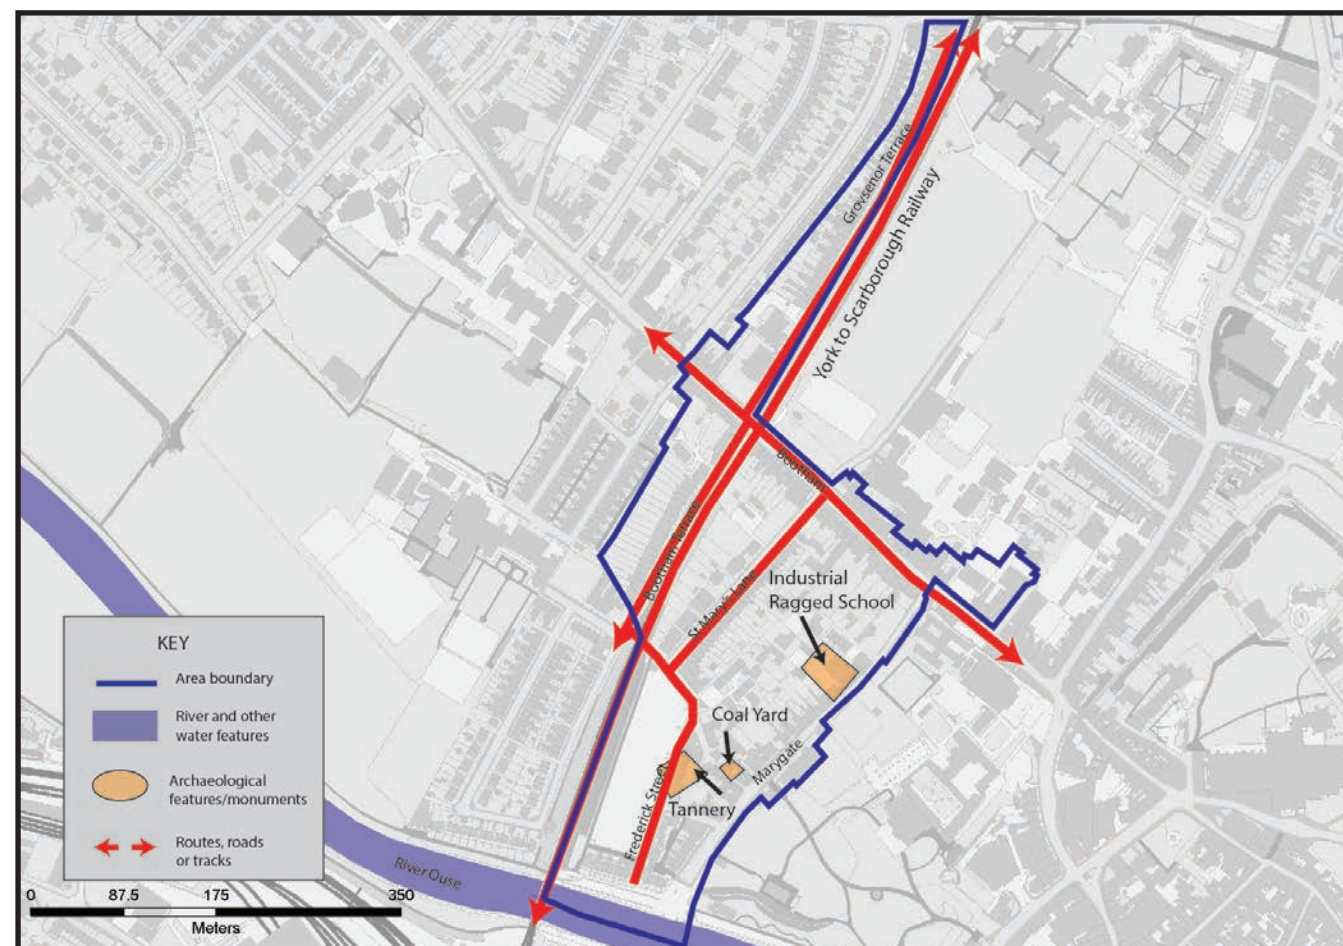 Grovsenor Terrace
York to Scarborough Railway
Bootham
Bootham Terrace
St Mary's Lane
Industrial
Ragged School
Coal Yard
Marygate
Tannery
Frederick Street
River Ouse
KEY
Area boundary
River and other
water features
Archaeological
features/monuments
Routes, roads
or tracks
0 87.5 175 350
Meters